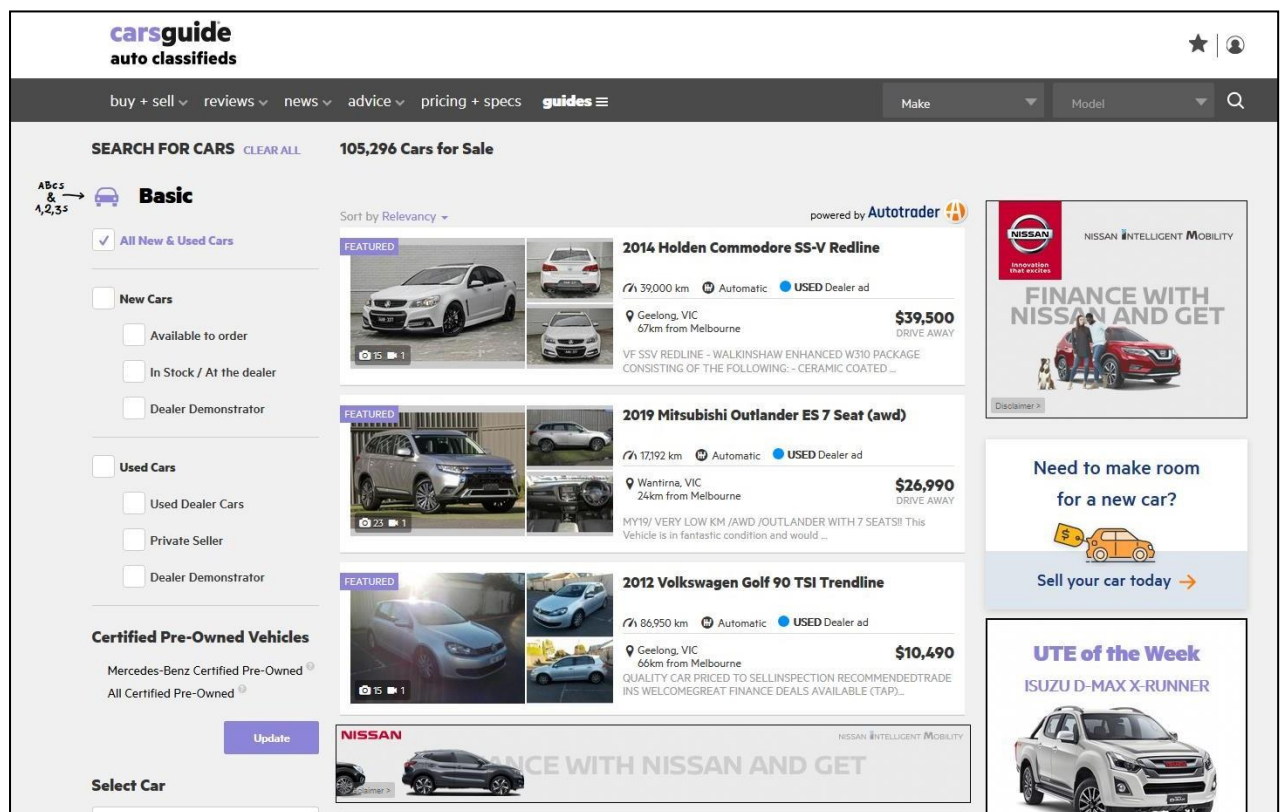 carsguide
auto classifieds
buy + sell reviews news advice pricing + specs guides
Make
Model
SEARCH FOR CARS CLEAR ALL
105,296 Cars for Sale
ABCs
&
1,2,3s
Basic
All New & Used Cars
New Cars
Available to order
In Stock / At the dealer
Dealer Demonstrator
Used Cars
Used Dealer Cars
Private Seller
Dealer Demonstrator
Certified Pre-Owned Vehicles
Mercedes-Benz Certified Pre-Owned
All Certified Pre-Owned
Update
Select Car
Sort by Relevancy
powered by Autotrader
FEATURED
15 1
2014 Holden Commodore SS-V Redline
39,000 km Automatic USED Dealer ad
Geelong, VIC
67km from Melbourne
$39,500
DRIVE AWAY
VF SSV REDLINE - WALKINSHAW ENHANCED W310 PACKAGE
CONSISTING OF THE FOLLOWING: - CERAMIC COATED ...
FEATURED
23 1
2019 Mitsubishi Outlander ES 7 Seat (awd)
17,192 km Automatic USED Dealer ad
Wantirna, VIC
24km from Melbourne
$26,990
DRIVE AWAY
MY19/ VERY LOW KM /AWD /OUTLANDER WITH 7 SEATS!! This
Vehicle is in fantastic condition and would ...
FEATURED
15 1
2012 Volkswagen Golf 90 TSI Trendline
86,950 km Automatic USED Dealer ad
Geelong, VIC
66km from Melbourne
$10,490
QUALITY CAR PRICED TO SELLINSPECTION RECOMMENDEDTRADE
INS WELCOMEGREAT FINANCE DEALS AVAILABLE (TAP)...
NISSAN
NISSAN INTELLIGENT MOBILITY
NCE WITH NISSAN AND GET
Disclaimer >
NISSAN
Innovation
that excites
NISSAN INTELLIGENT MOBILITY
FINANCE WITH
NISSAN AND GET
Disclaimer >
Need to make room
for a new car?
$
Sell your car today
UTE of the Week
ISUZU D-MAX X-RUNNER